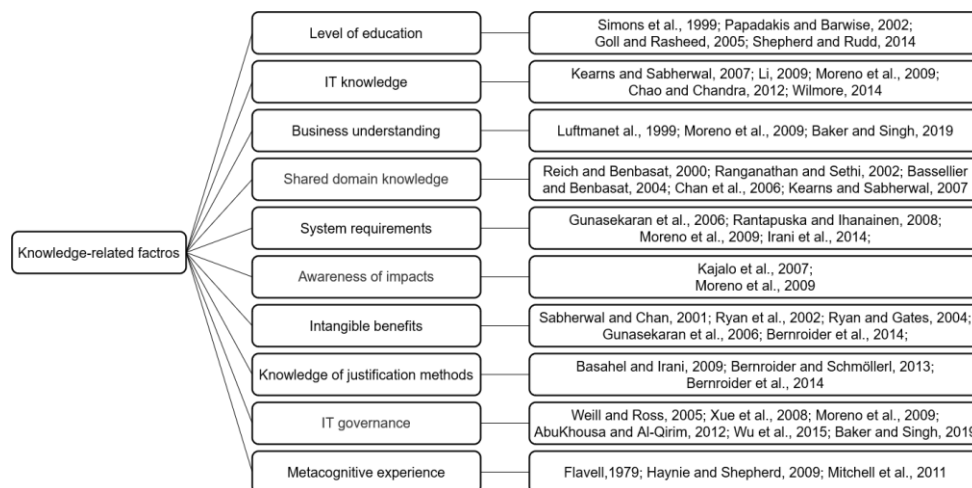 Level of education
Simons et al., 1999; Papadakis and Barwise, 2002;
Goll and Rasheed, 2005; Shepherd and Rudd, 2014
IT knowledge
Kearns and Sabherwal, 2007; Li, 2009; Moreno et al., 2009;
Chao and Chandra, 2012; Wilmore, 2014
Business understanding
Luftmanet al., 1999; Moreno et al., 2009; Baker and Singh, 2019
Shared domain knowledge
Reich and Benbasat, 2000; Ranganathan and Sethi, 2002; Bassellier
and Benbasat, 2004; Chan et al., 2006; Kearns and Sabherwal, 2007
System requirements
Gunasekaran et al., 2006; Rantapuska and Ihanainen, 2008;
Moreno et al., 2009; Irani et al., 2014;
Knowledge-related factros
Awareness of impacts
Kajalo et al., 2007;
Moreno et al., 2009
Intangible benefits
Sabherwal and Chan, 2001; Ryan et al., 2002; Ryan and Gates, 2004;
Gunasekaran et al., 2006; Bernroider et al., 2014;
Knowledge of justification methods
Basahel and Irani, 2009; Bernroider and Schmöllerl, 2013;
Bernroider et al., 2014
IT governance
Weill and Ross, 2005; Xue et al., 2008; Moreno et al., 2009;
AbuKhousa and Al-Qirim, 2012; Wu et al., 2015; Baker and Singh, 2019
Metacognitive experience
Flavell,1979; Haynie and Shepherd, 2009; Mitchell et al., 2011